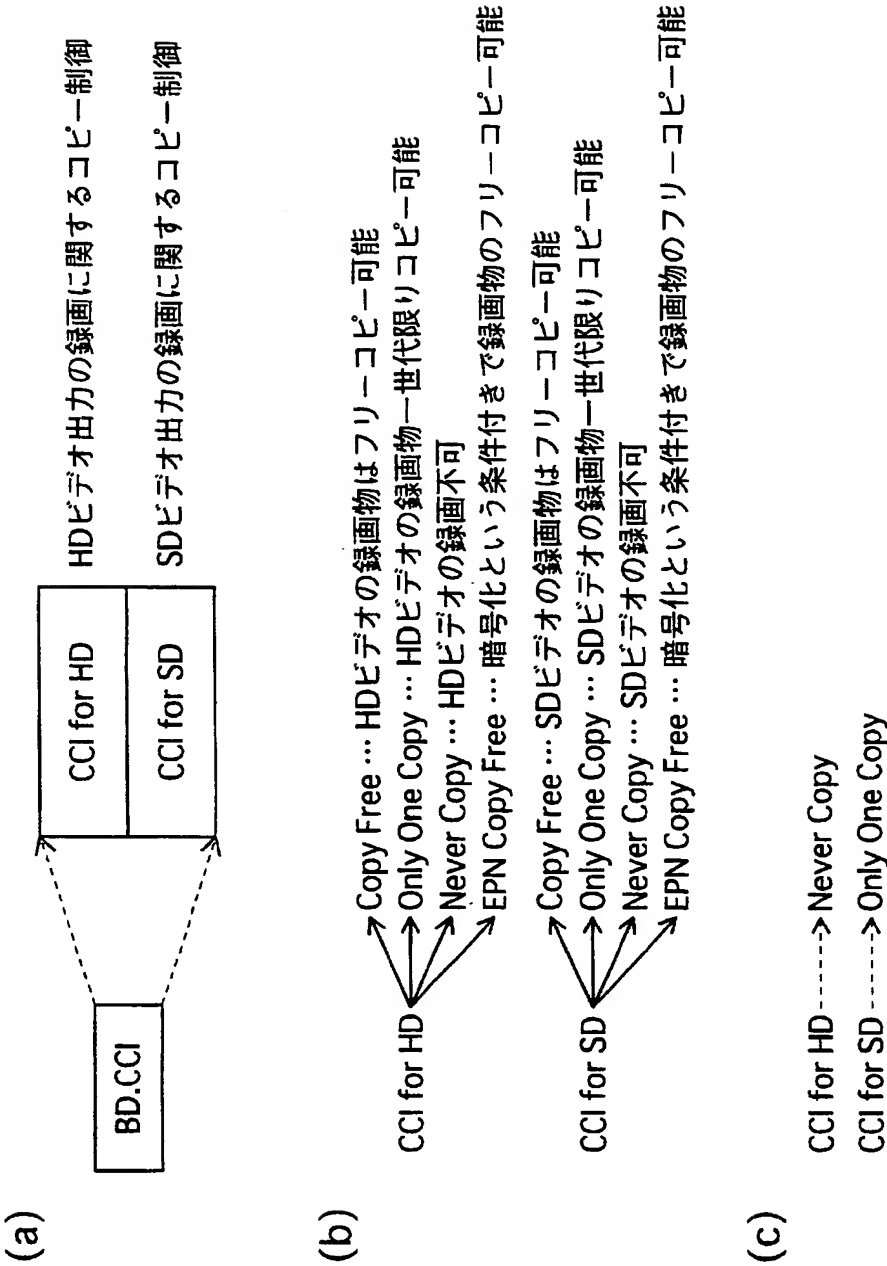 (a)
BD.CCI
CCI for HD
HDビデオ出力の録画に関するコピー制御
CCI for SD
SDビデオ出力の録画に関するコピー制御
(b)
CCI for HD
Copy Free … HDビデオの録画物はフリーコピー可能
Only One Copy … HDビデオの録画物一世代限りコピー可能
Never Copy … HDビデオの録画不可
EPN Copy Free … 暗号化という条件付きで録画物のフリーコピー可能
CCI for SD
Copy Free … SDビデオの録画物はフリーコピー可能
Only One Copy … SDビデオの録画物一世代限りコピー可能
Never Copy … SDビデオの録画不可
EPN Copy Free … 暗号化という条件付きで録画物のフリーコピー可能
(c)
CCI for HD Never Copy
CCI for SD Only One Copy